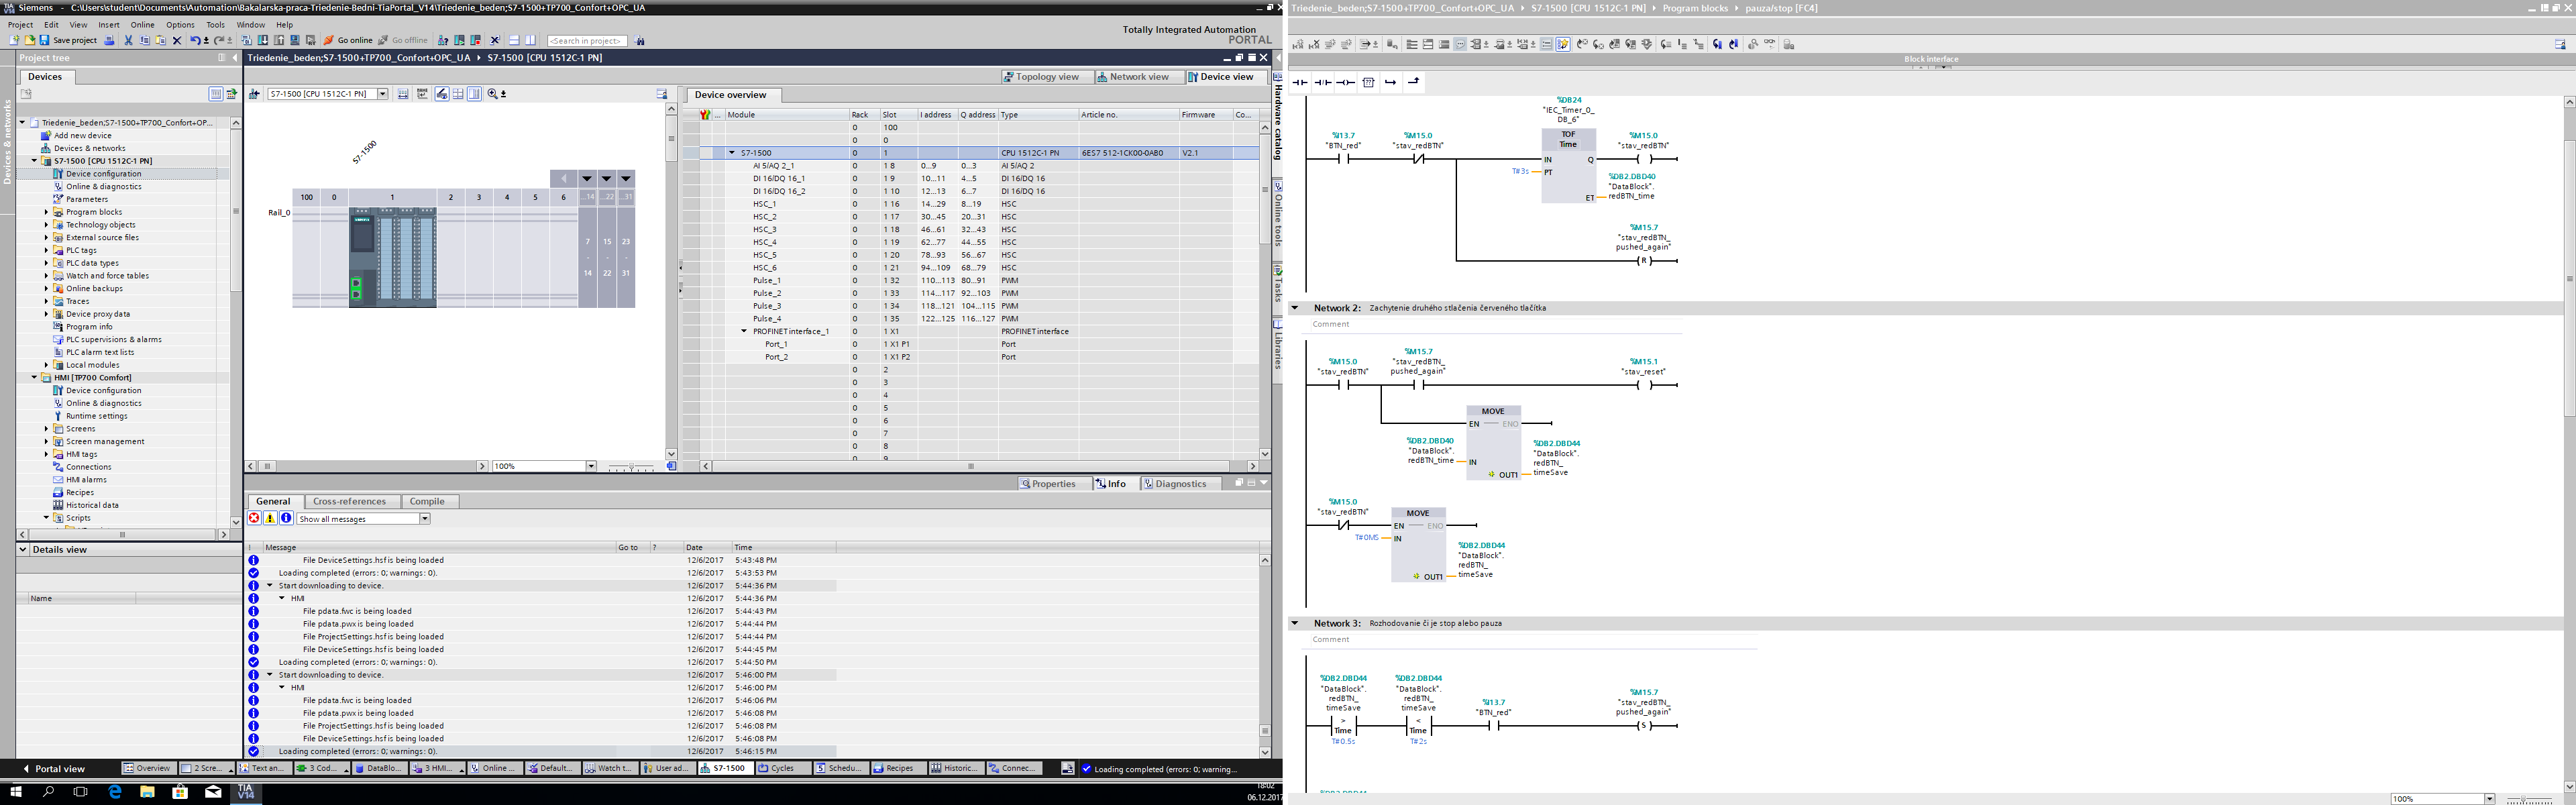 Siemens - C:\Users\student\Documents\Automation\Bakalarska-praca-Triedenie-Bedni-TiaPortal_V14\Triedenie_beden;S7-1500+TP700_Confort+OPC_UA
Project Edit View Insert Online Options Tools Window Help
Save project Go online Go offline <Search in project>
Totally Integrated Automation
PORTAL
Project tree
Devices
Devices & networks
Triedenie_beden;S7-1500+TP700_Confort+OP...
Add new device
Devices & networks
S7-1500 [CPU 1512C-1 PN]
Device configuration
Online & diagnostics
Parameters
Program blocks
Technology objects
External source files
PLC tags
PLC data types
Watch and force tables
Online backups
Traces
Device proxy data
Program info
PLC supervisions & alarms
PLC alarm text lists
Local modules
HMI [TP700 Comfort]
Device configuration
Online & diagnostics
Runtime settings
Screens
Screen management
HMI tags
Connections
HMI alarms
Recipes
Historical data
Scripts
Details view
Name
Triedenie_beden;S7-1500+TP700_Confort+OPC_UA S7-1500 [CPU 1512C-1 PN]
Topology view Network view Device view
S7-1500 [CPU 1512C-1 PN]
S7-1500
100 0 1 2 3 4 5 6 ...14 ...22 ...31
Rail_0
7 15 23
- - -
14 22 31
100%
Device overview
... Module Rack Slot I address Q address Type Article no. Firmware Co...
0 100
0 0
S7-1500 0 1 CPU 1512C-1 PN 6ES7 512-1CK00-0AB0 V2.1
AI 5/AQ 2_1 0 1 8 0...9 0...3 AI 5/AQ 2
DI 16/DQ 16_1 0 1 9 10...11 4...5 DI 16/DQ 16
DI 16/DQ 16_2 0 1 10 12...13 6...7 DI 16/DQ 16
HSC_1 0 1 16 14...29 8...19 HSC
HSC_2 0 1 17 30...45 20...31 HSC
HSC_3 0 1 18 46...61 32...43 HSC
HSC_4 0 1 19 62...77 44...55 HSC
HSC_5 0 1 20 78...93 56...67 HSC
HSC_6 0 1 21 94...109 68...79 HSC
Pulse_1 0 1 32 110...113 80...91 PWM
Pulse_2 0 1 33 114...117 92...103 PWM
Pulse_3 0 1 34 118...121 104...115 PWM
Pulse_4 0 1 35 122...125 116...127 PWM
PROFINET interface_1 0 1 X1 PROFINET interface
Port_1 0 1 X1 P1 Port
Port_2 0 1 X1 P2 Port
0 2
0 3
0 4
0 5
0 6
0 7
0 8
0 9
Hardware catalog
Online tools
Tasks
Libraries
Properties Info Diagnostics
General Cross-references Compile
Show all messages
! Message Go to ? Date Time
File DeviceSettings.hsf is being loaded 12/6/2017 5:43:48 PM
Loading completed (errors: 0; warnings: 0). 12/6/2017 5:43:53 PM
Start downloading to device. 12/6/2017 5:44:36 PM
HMI 12/6/2017 5:44:36 PM
File pdata.fwc is being loaded 12/6/2017 5:44:43 PM
File pdata.pwx is being loaded 12/6/2017 5:44:44 PM
File ProjectSettings.hsf is being loaded 12/6/2017 5:44:44 PM
File DeviceSettings.hsf is being loaded 12/6/2017 5:44:45 PM
Loading completed (errors: 0; warnings: 0). 12/6/2017 5:44:50 PM
Start downloading to device. 12/6/2017 5:46:00 PM
HMI 12/6/2017 5:46:00 PM
File pdata.fwc is being loaded 12/6/2017 5:46:06 PM
File pdata.pwx is being loaded 12/6/2017 5:46:08 PM
File ProjectSettings.hsf is being loaded 12/6/2017 5:46:08 PM
File DeviceSettings.hsf is being loaded 12/6/2017 5:46:08 PM
Loading completed (errors: 0; warnings: 0). 12/6/2017 5:46:15 PM
Portal view Overview 2 Scre... Text an... 3 Cod... DataBlo... 3 HMI... Online ... Default... Watch t... User ad... S7-1500 Cycles Schedu... Recipes Historic... Connec... Loading completed (errors: 0; warning...
TIA V14
18:02
06.12.2017
Triedenie_beden;S7-1500+TP700_Confort+OPC_UA S7-1500 [CPU 1512C-1 PN] Program blocks pauza/stop [FC4]
Block interface
%DB24
"IEC_Timer_0_
DB_6"
%I13.7 %M15.0 TOF %M15.0
"BTN_red" "stav_redBTN" Time "stav_redBTN"
IN Q
T#3s PT
%DB2.DBD40
"DataBlock".
ET redBTN_time
%M15.7
"stav_redBTN_
pushed_again"
R
Network 2: Zachytenie druhého stlačenia červeného tlačítka
Comment
%M15.0 %M15.7 %M15.1
"stav_redBTN" "stav_redBTN_
pushed_again" "stav_reset"
MOVE
EN ENO
%DB2.DBD40
"DataBlock".
redBTN_time IN
%DB2.DBD44
"DataBlock".
redBTN_
OUT1 timeSave
%M15.0
"stav_redBTN"
MOVE
EN ENO
T#0MS IN
%DB2.DBD44
"DataBlock".
redBTN_
OUT1 timeSave
Network 3: Rozhodovanie či je stop alebo pauza
Comment
%DB2.DBD44 %DB2.DBD44
"DataBlock". "DataBlock".
redBTN_ redBTN_
timeSave timeSave
%I13.7
"BTN_red"
%M15.7
"stav_redBTN_
pushed_again"
> < S
Time Time
T#0.5s T#2s
%DB2.DBD44
100%